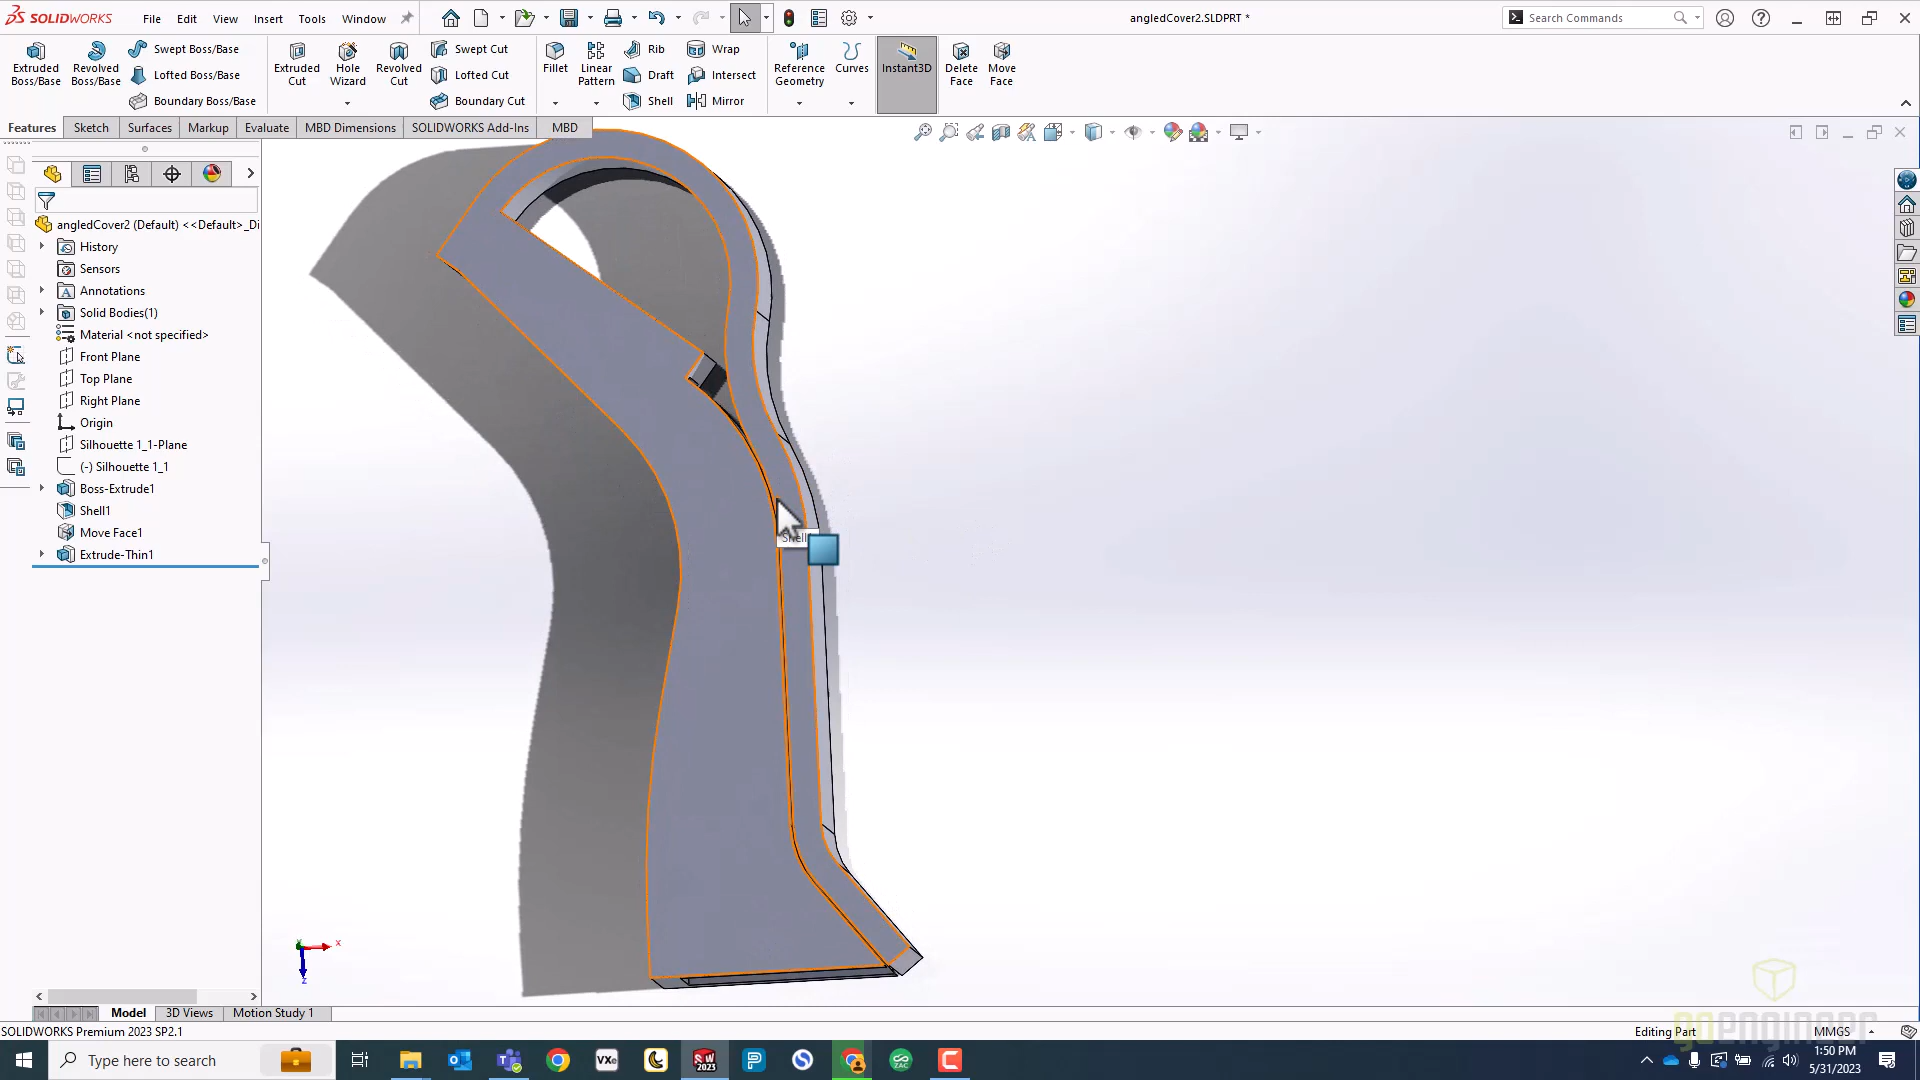 SOLIDWORKS
File Edit View Insert Tools Window
angledCover2.SLDPRT *
Search Commands
Extruded Boss/Base
Revolved Boss/Base
Swept Boss/Base
Lofted Boss/Base
Boundary Boss/Base
Extruded Cut
Hole Wizard
Revolved Cut
Swept Cut
Lofted Cut
Boundary Cut
Fillet
Linear Pattern
Rib
Draft
Shell
Wrap
Intersect
Mirror
Reference Geometry
Curves
Instant3D
Delete Face
Move Face
Features Sketch Surfaces Markup Evaluate MBD Dimensions SOLIDWORKS Add-Ins MBD
angledCover2 (Default) <<Default>_Di
History
Sensors
Annotations
Solid Bodies(1)
Material <not specified>
Front Plane
Top Plane
Right Plane
Origin
Silhouette 1_1-Plane
(-) Silhouette 1_1
Boss-Extrude1
Shell1
Move Face1
Extrude-Thin1
Shell
x
z
Model 3D Views Motion Study 1
SOLIDWORKS Premium 2023 SP2.1
Editing Part
MMGS
GOENGINEER
Type here to search
VXe
SW
2023
ZAC
1:50 PM
5/31/2023